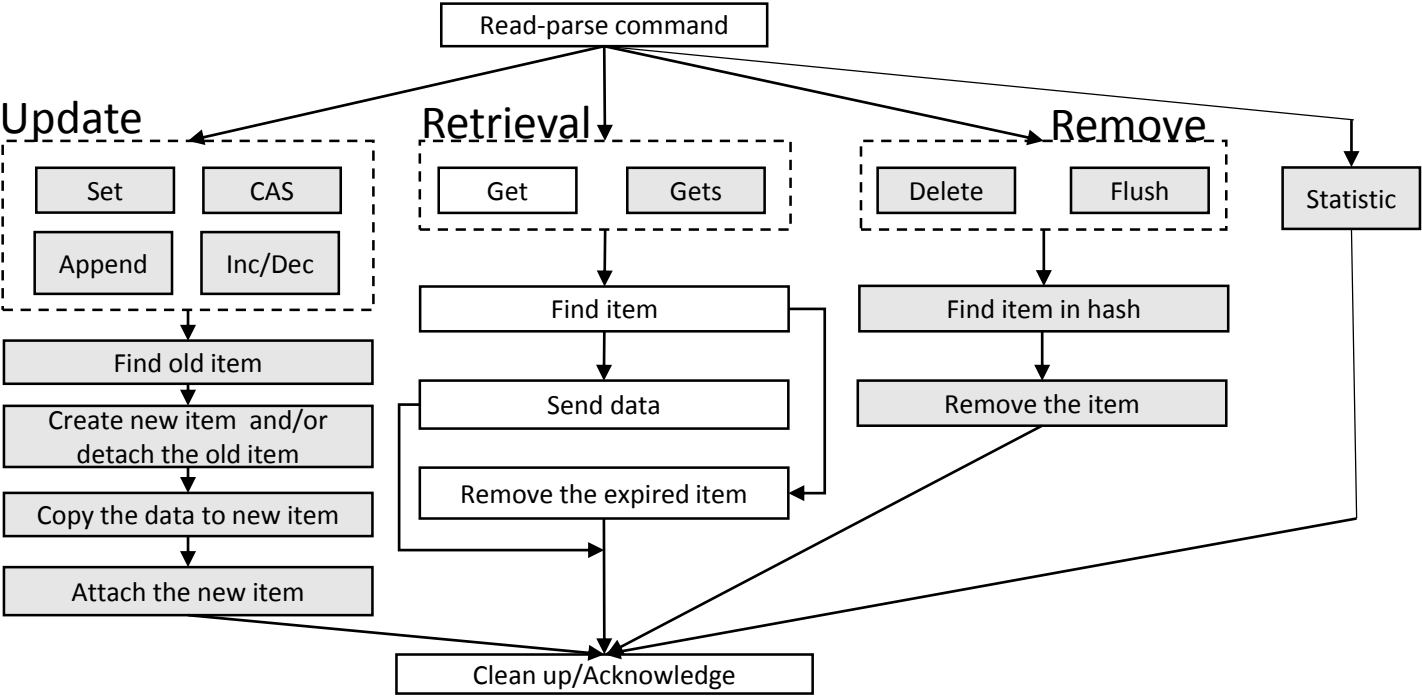 Read-parse command
Update
Retrieval
Remove
Set
CAS
Append
Inc/Dec
Get
Gets
Delete
Flush
Statistic
Find old item
Create new item and/or
detach the old item
Copy the data to new item
Attach the new item
Find item
Send data
Remove the expired item
Find item in hash
Remove the item
Clean up/Acknowledge